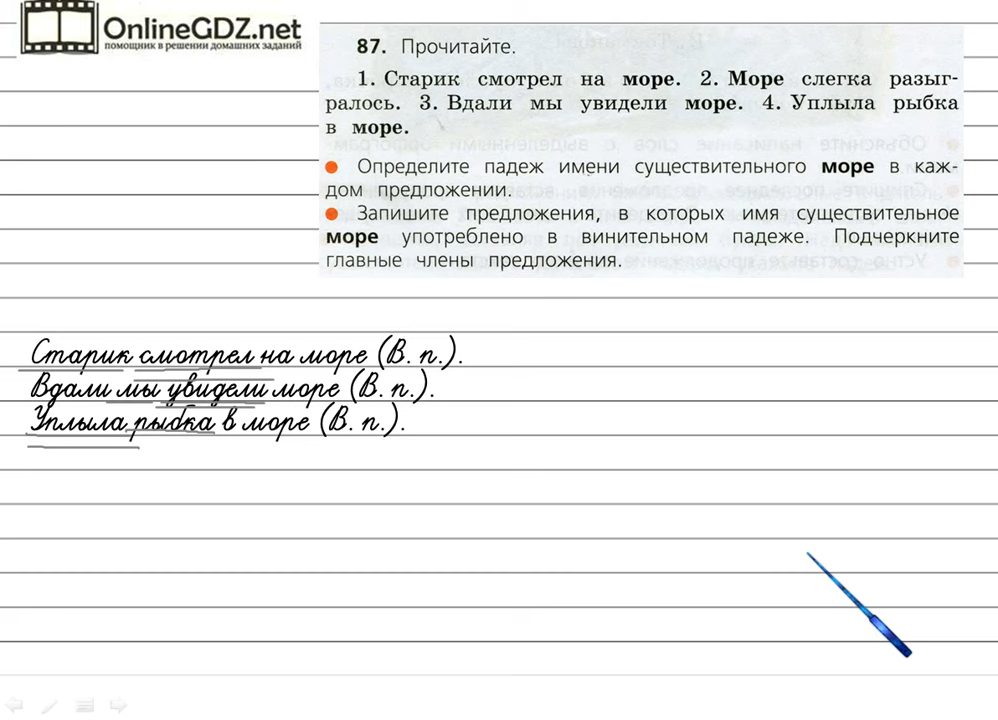 OnlineGDZ.net
помощник в решении домашних заданий
87. Прочитайте.
1. Старик смотрел на море. 2. Море слегка разыг-
ралось. 3. Вдали мы увидели море. 4. Уплыла рыбка
в море.
Определите падеж имени существительного море в каж-
дом предложении.
Запишите предложения, в которых имя существительное
море употреблено в винительном падеже. Подчеркните
главные члены предложения.
Старик смотрел на море (В. п.).
Вдали мы увидели море (В. п.).
Уплыла рыбка в море (В. п.).